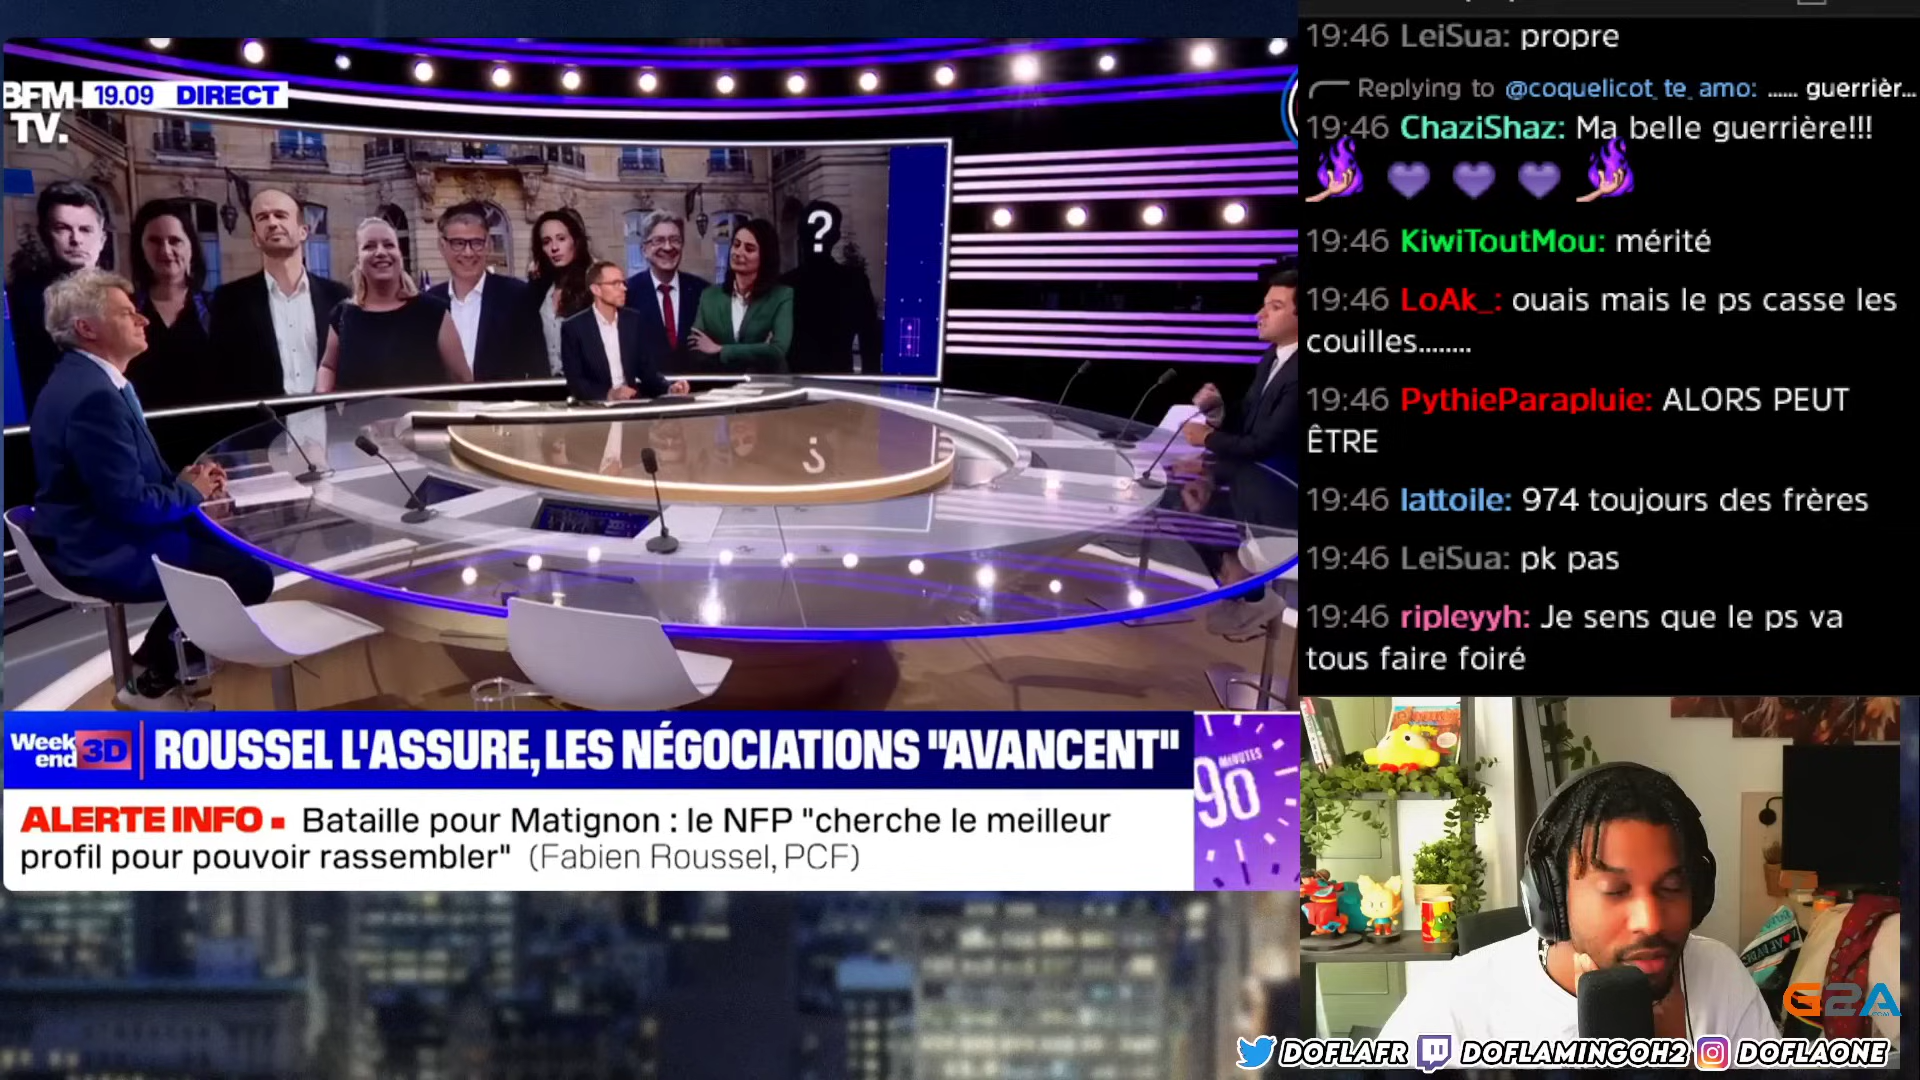 BFM
TV.
19.09 DIRECT
?
Week
end
3D
ROUSSEL L'ASSURE, LES NÉGOCIATIONS "AVANCENT"
ALERTE INFO ▪ Bataille pour Matignon : le NFP "cherche le meilleur
profil pour pouvoir rassembler" (Fabien Roussel, PCF)
90
MINUTES
19:46 LeiSua: propre
Replying to @coquelicot_te_amo: ...... guerrièr...
19:46 ChaziShaz: Ma belle guerrière!!!
19:46 KiwiToutMou: mérité
19:46 LoAk_: ouais mais le ps casse les
couilles........
19:46 PythieParapluie: ALORS PEUT
ÊTRE
19:46 lattoile: 974 toujours des frères
19:46 LeiSua: pk pas
19:46 ripleyyh: Je sens que le ps va
tous faire foiré
G2A
.COM
DOFLAFR DOFLAMINGOH2 DOFLAONE